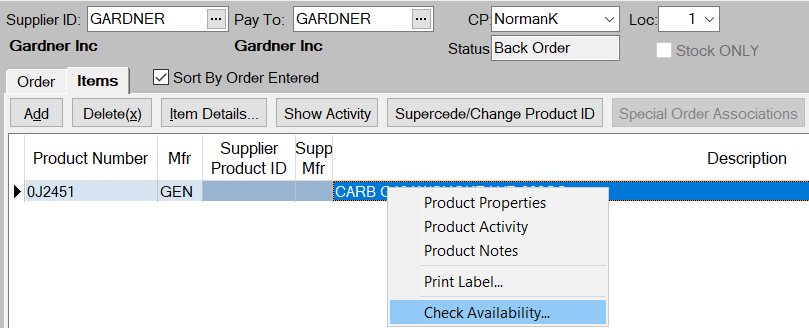 Supplier ID: GARDNER ... Pay To: GARDNER ... CP: NormanK Loc: 1
Gardner Inc Gardner Inc Status Back Order Stock ONLY
Order Items Sort By Order Entered
Add Delete(x) Item Details... Show Activity Supercede/Change Product ID Special Order Associations
Product Number Mfr Supplier Product ID Supp Mfr Description
0J2451 GEN CARB
Product Properties
Product Activity
Product Notes
Print Label...
Check Availability...